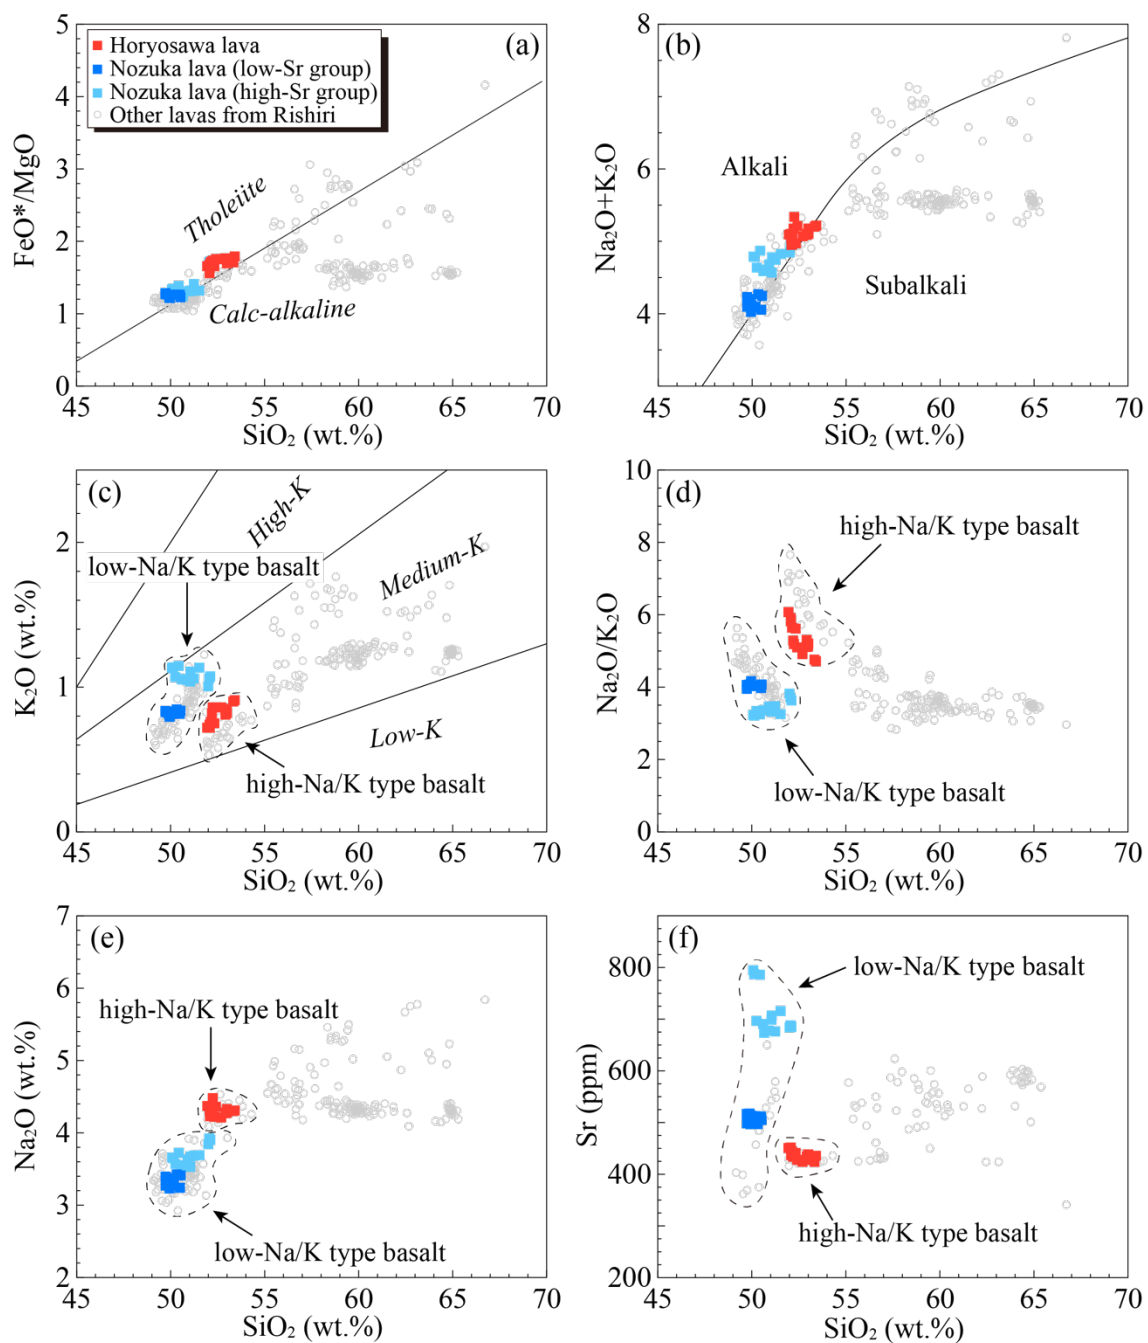 (a)
Horyosawa lava
Nozuka lava (low-Sr group)
Nozuka lava (high-Sr group)
Other lavas from Rishiri
Tholeiite
Calc-alkaline
FeO*/MgO
5
4
3
2
1
0
45 50 55 60 65 70
SiO₂ (wt.%)
(b)
Alkali
Subalkali
Na₂O+K₂O
8
6
4
45 50 55 60 65 70
SiO₂ (wt.%)
(c)
High-K
low-Na/K type basalt
Medium-K
Low-K
high-Na/K type basalt
K₂O (wt.%)
2
1
0
45 50 55 60 65 70
SiO₂ (wt.%)
(d)
high-Na/K type basalt
low-Na/K type basalt
Na₂O/K₂O
10
8
6
4
2
0
45 50 55 60 65 70
SiO₂ (wt.%)
(e)
high-Na/K type basalt
low-Na/K type basalt
Na₂O (wt.%)
7
6
5
4
3
2
45 50 55 60 65 70
SiO₂ (wt.%)
(f)
low-Na/K type basalt
high-Na/K type basalt
Sr (ppm)
800
600
400
200
45 50 55 60 65 70
SiO₂ (wt.%)